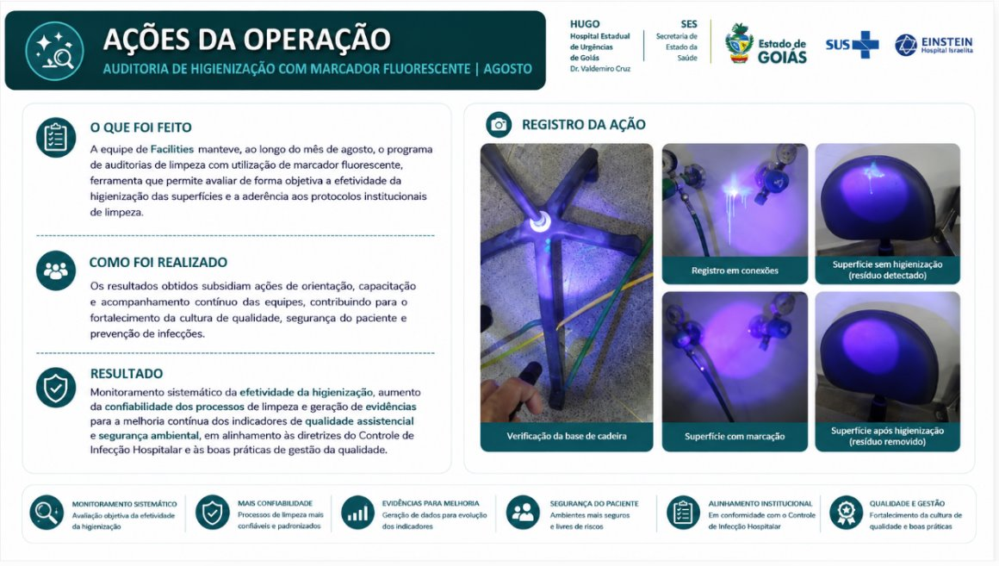 AÇÕES DA OPERAÇÃO
AUDITORIA DE HIGIENIZAÇÃO COM MARCADOR FLUORESCENTE | AGOSTO
HUGO
Hospital Estadual
de Urgências
de Goiás
Dr. Valdemiro Cruz
SES
Secretaria de
Estado da
Saúde
Estado de
GOIÁS
SUS
EINSTEIN
Hospital Israelita
O QUE FOI FEITO
A equipe de Facilities manteve, ao longo do mês de agosto, o programa
de auditorias de limpeza com utilização de marcador fluorescente,
ferramenta que permite avaliar de forma objetiva a efetividade da
higienização das superfícies e a aderência aos protocolos institucionais
de limpeza.
COMO FOI REALIZADO
Os resultados obtidos subsidiam ações de orientação, capacitação
e acompanhamento contínuo das equipes, contribuindo para o
fortalecimento da cultura de qualidade, segurança do paciente e
prevenção de infecções.
RESULTADO
Monitoramento sistemático da efetividade da higienização, aumento
da confiabilidade dos processos de limpeza e geração de evidências
para a melhoria contínua dos indicadores de qualidade assistencial
e segurança ambiental, em alinhamento às diretrizes do Controle de
Infecção Hospitalar e às boas práticas de gestão da qualidade.
REGISTRO DA AÇÃO
Verificação da base de cadeira
Registro em conexões
Superfície sem higienização
(resíduo detectado)
Superfície com marcação
Superfície após higienização
(resíduo removido)
MONITORAMENTO SISTEMÁTICO
Avaliação objetiva da efetividade
da higienização
MAIS CONFIABILIDADE
Processos de limpeza mais
confiáveis e padronizados
EVIDÊNCIAS PARA MELHORIA
Geração de dados para evolução
dos indicadores
SEGURANÇA DO PACIENTE
Ambientes mais seguros
e livres de riscos
ALINHAMENTO INSTITUCIONAL
Em conformidade com o Controle
de Infecção Hospitalar
QUALIDADE E GESTÃO
Fortalecimento da cultura de
qualidade e boas práticas